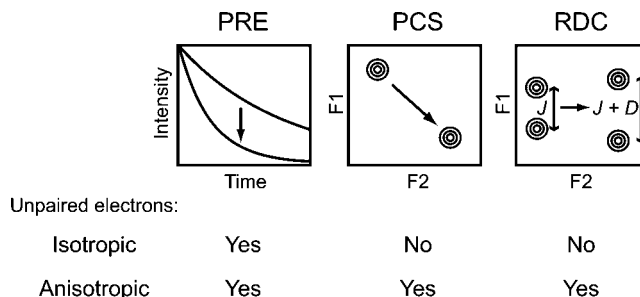 PRE PCS RDC
Intensity
Time
F1
F2
F1
J
J + D
F2
Unpaired electrons:
Isotropic Yes No No
Anisotropic Yes Yes Yes